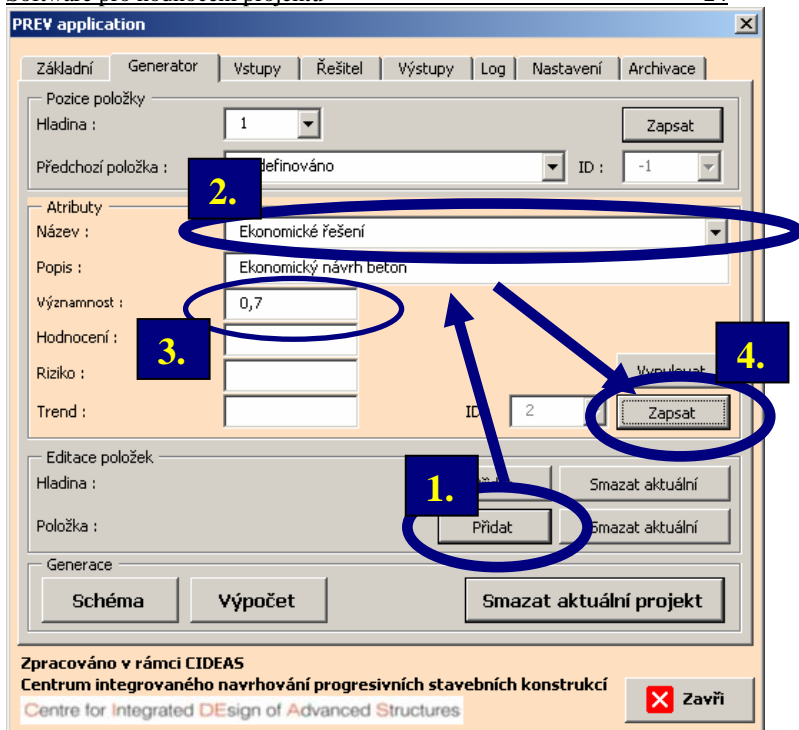 PREV application
Základní Generator Vstupy Řešitel Výstupy Log Nastavení Archivace
Pozice položky
Hladina : 1 Zapsat
Předchozí položka : ID : -1
2.
Atributy
Název : Ekonomické řešení
Popis : Ekonomický návrh beton
Významnost : 0,7
Hodnocení :
3.
4.
Riziko :
Trend : ID 2 Zapsat
Editace položek
1.
Hladina : Smazat aktuální
Položka : Přidat Smazat aktuální
Generace
Schéma Výpočet Smazat aktuální projekt
Zpracováno v rámci CIDEAS
Centrum integrovaného navrhování progresivních stavebních konstrukcí
Zavři
Centre for Integrated DEsign of Advanced Structures